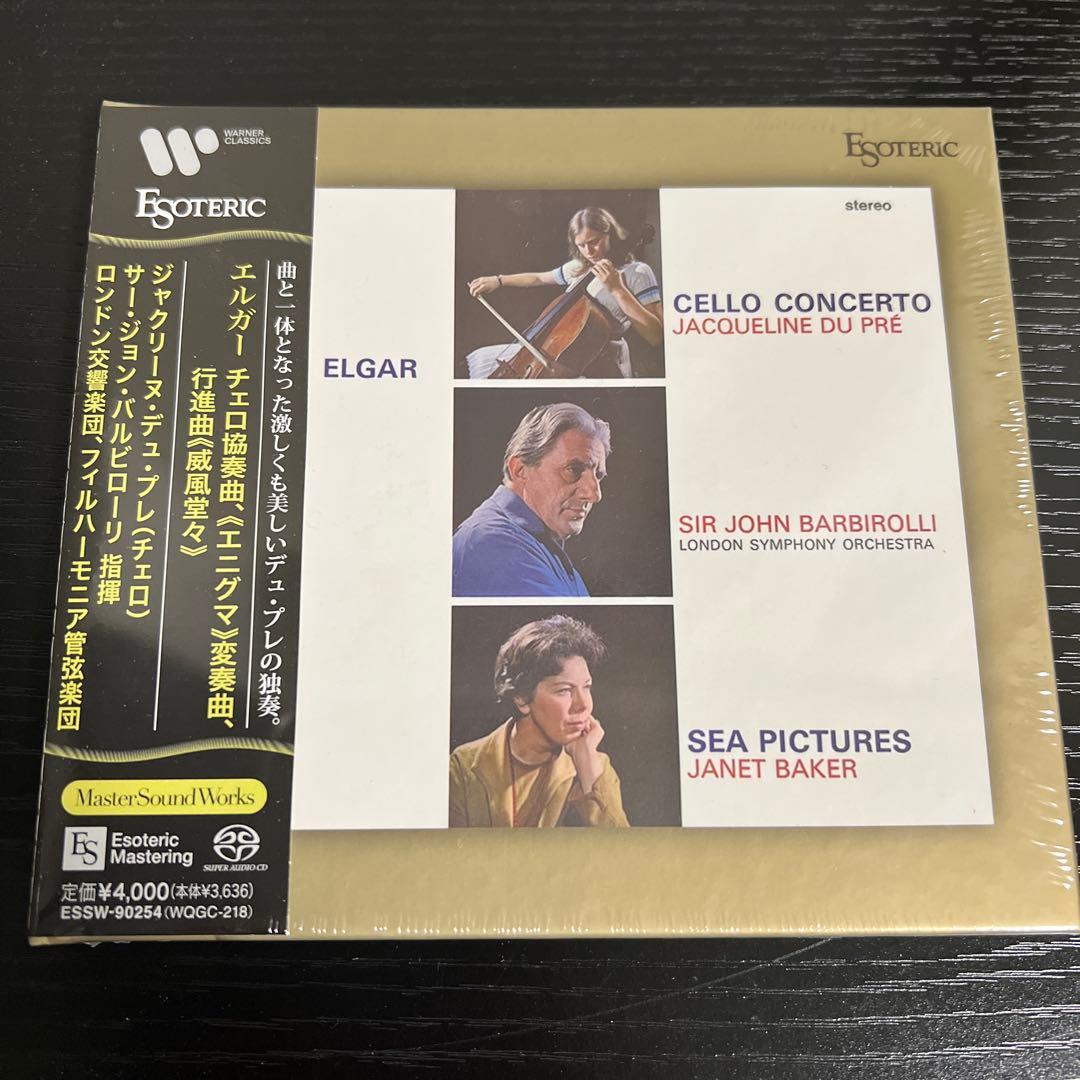 WARNER
CLASSICS
ESOTERIC
曲と一体となった激しくも美しいデュ・プレの独奏。
エルガー チェロ協奏曲、《エニグマ》変奏曲、
行進曲《威風堂々》
ジャクリーヌ・デュ・プレ(チェロ)
サー・ジョン・バルビローリ 指揮
ロンドン交響楽団、フィルハーモニア管弦楽団
MasterSoundWorks
ES
Esoteric
Mastering
SUPER AUDIO CD
定価¥4,000(本体¥3,636)
ESSW-90254(WQGC-218)
ESOTERIC
stereo
ELGAR
CELLO CONCERTO
JACQUELINE DU PRÉ
SIR JOHN BARBIROLLI
LONDON SYMPHONY ORCHESTRA
SEA PICTURES
JANET BAKER